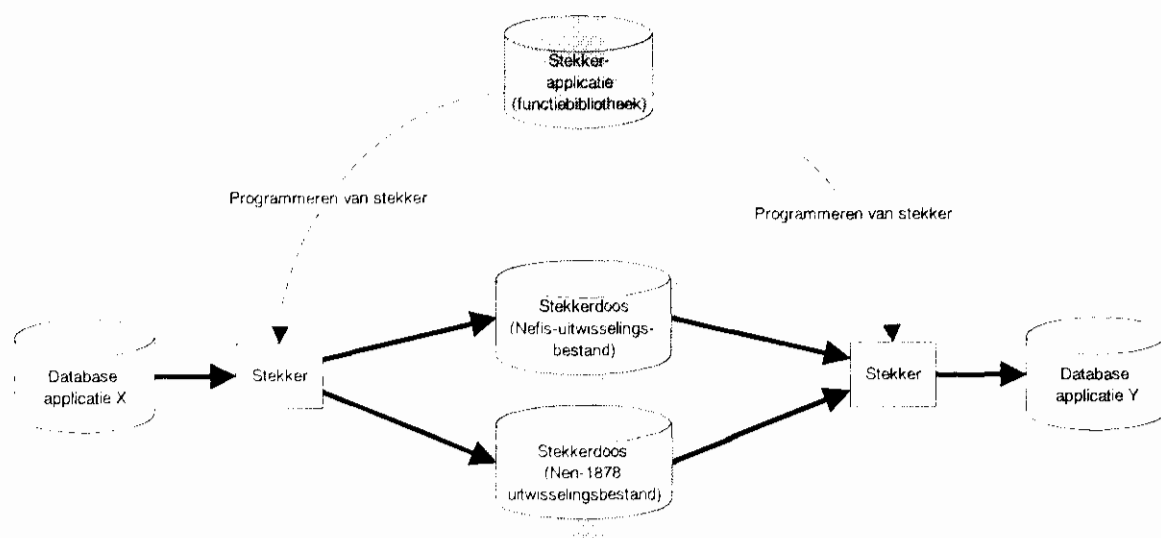 Stekker-
applicatie
(functiebibliotheek)
Programmeren van stekker
Programmeren van stekker
Stekkerdoos
(Nefis-uitwisselings-
bestand)
Database
applicatie X
Stekker
Stekker
Database
applicatie Y
Stekkerdoos
(Nen-1878
uitwisselingsbestand)